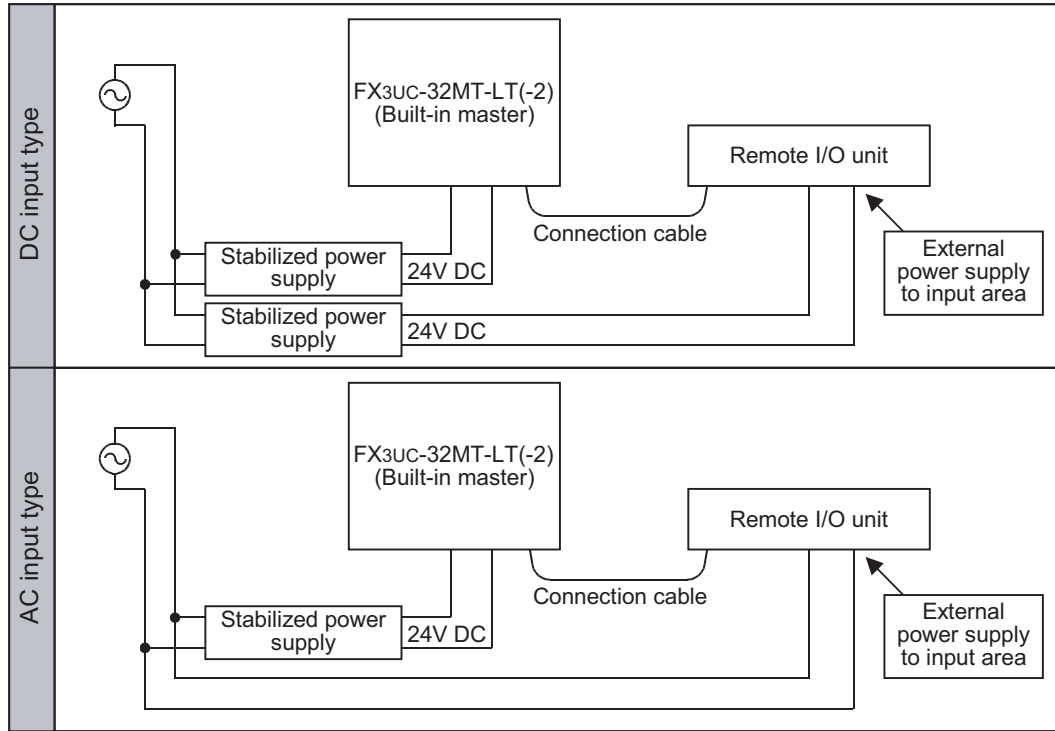 DC input type
FX3UC-32MT-LT(-2)
(Built-in master)
Remote I/O unit
Connection cable
External
power supply
to input area
Stabilized power
supply
24V DC
Stabilized power
supply
24V DC
AC input type
FX3UC-32MT-LT(-2)
(Built-in master)
Remote I/O unit
Connection cable
External
power supply
to input area
Stabilized power
supply
24V DC